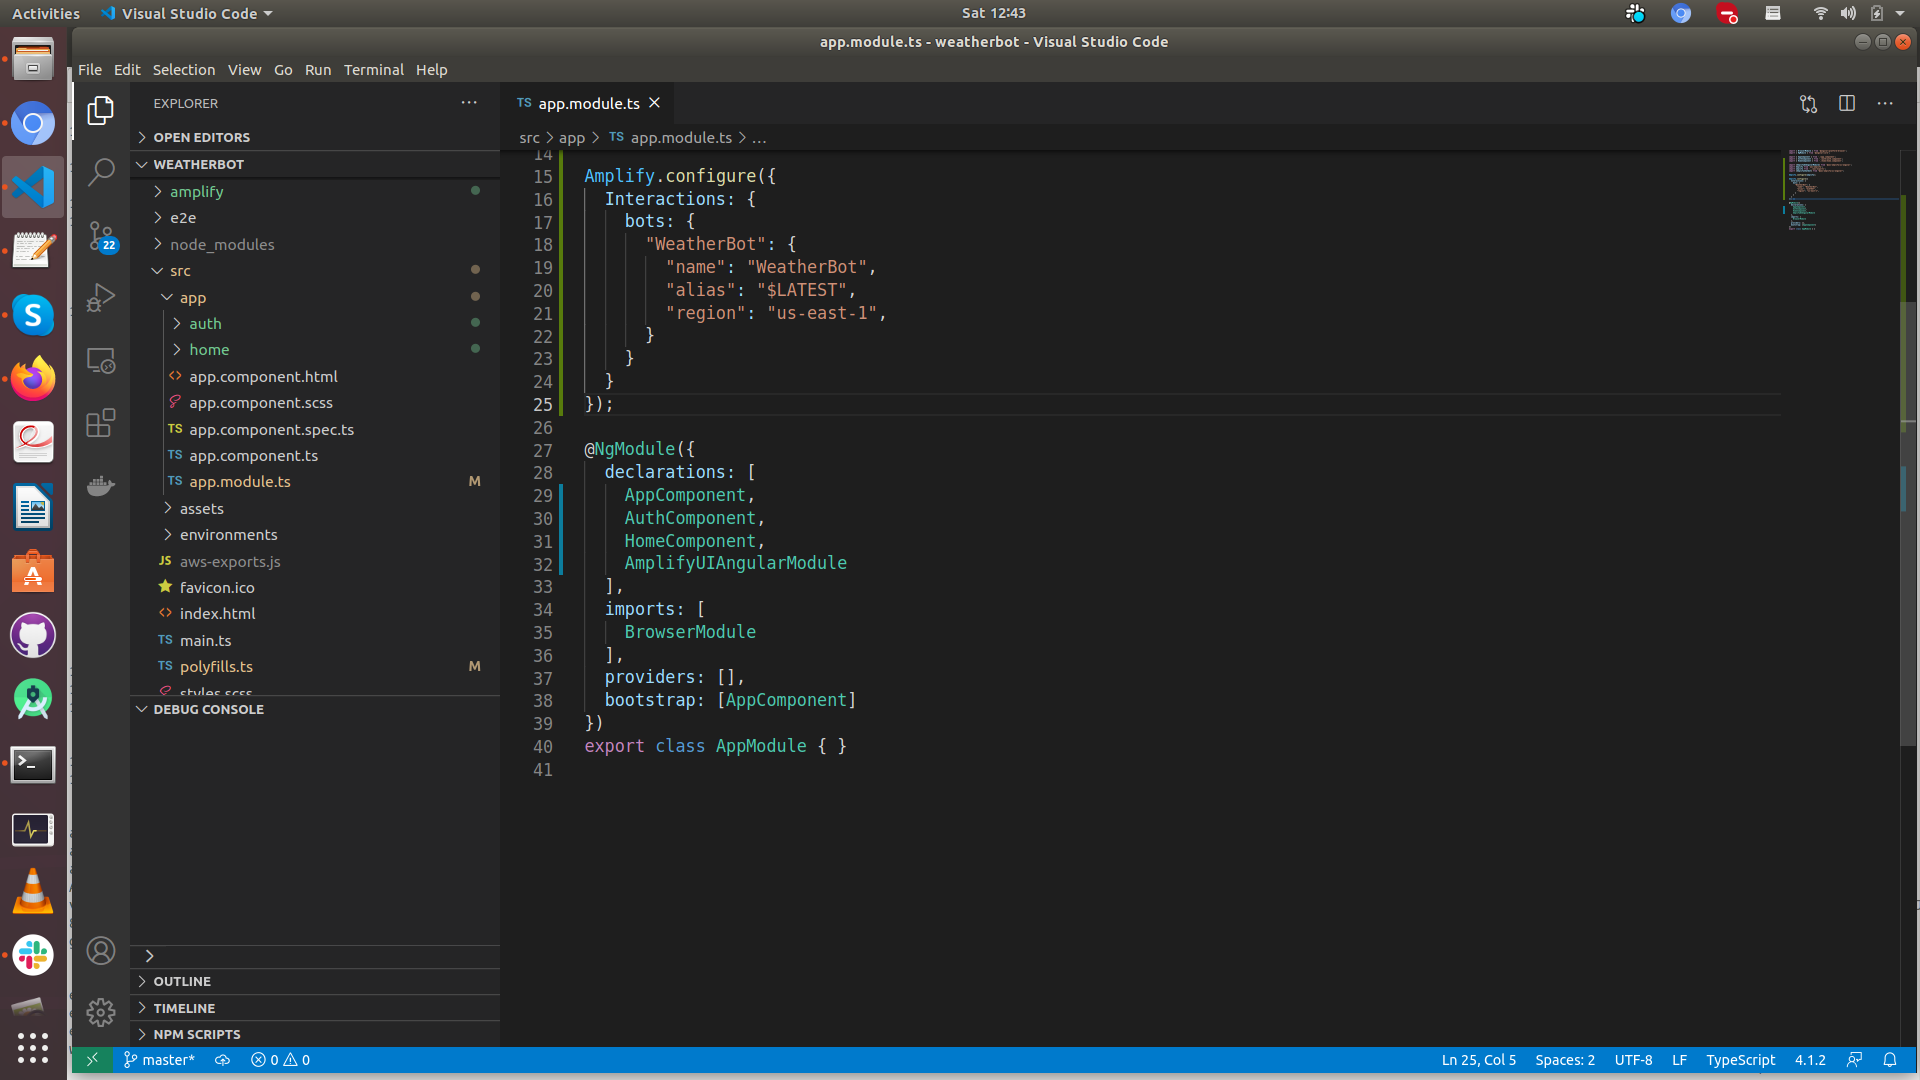 Activities
Visual Studio Code
Sat 12:43
app.module.ts - weatherbot - Visual Studio Code
File Edit Selection View Go Run Terminal Help
EXPLORER
OPEN EDITORS
WEATHERBOT
amplify
e2e
node_modules
src
app
auth
home
<> app.component.html
app.component.scss
TS app.component.spec.ts
TS app.component.ts
TS app.module.ts M
assets
environments
JS aws-exports.js
favicon.ico
<> index.html
TS main.ts
TS polyfills.ts M
styles.scss
DEBUG CONSOLE
OUTLINE
TIMELINE
NPM SCRIPTS
22
TS app.module.ts
src > app > TS app.module.ts > ...
14
15 Amplify.configure({
16 Interactions: {
17 bots: {
18 "WeatherBot": {
19 "name": "WeatherBot",
20 "alias": "$LATEST",
21 "region": "us-east-1",
22 }
23 }
24 }
25 });
26
27 @NgModule({
28 declarations: [
29 AppComponent,
30 AuthComponent,
31 HomeComponent,
32 AmplifyUIAngularModule
33 ],
34 imports: [
35 BrowserModule
36 ],
37 providers: [],
38 bootstrap: [AppComponent]
39 })
40 export class AppModule { }
41
master* 0 0
Ln 25, Col 5 Spaces: 2 UTF-8 LF TypeScript 4.1.2